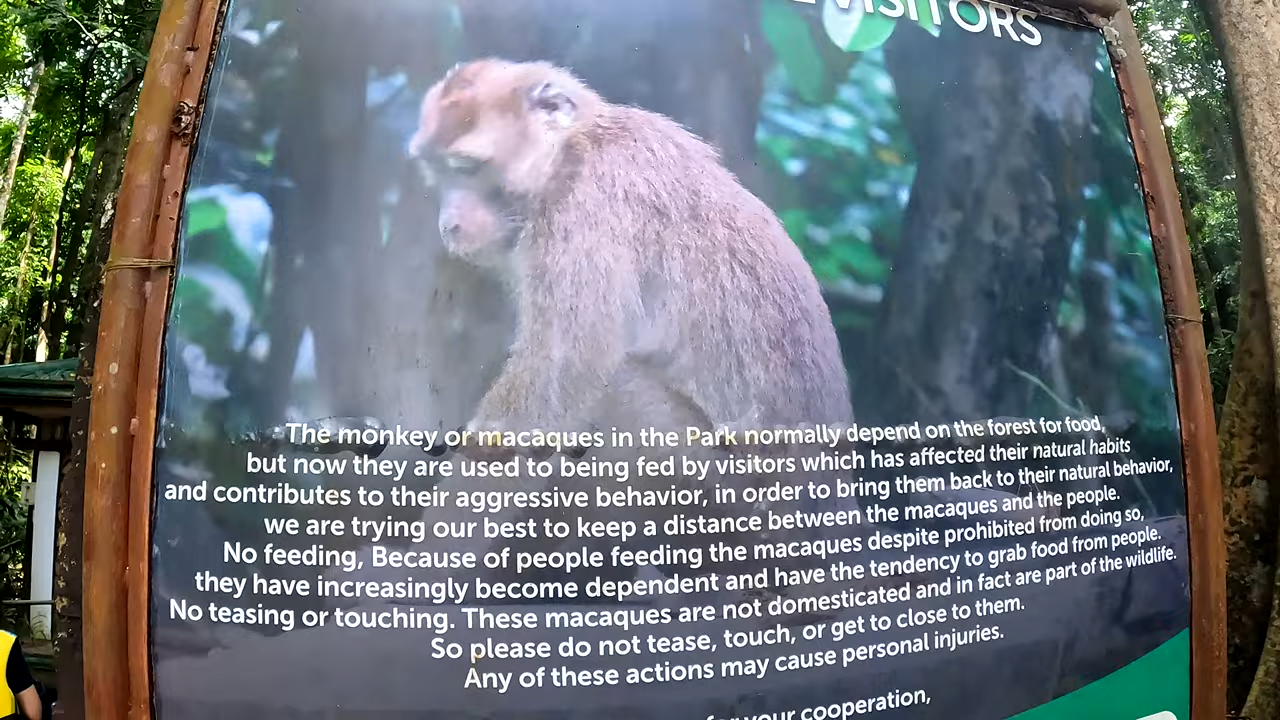 VISITORS
The monkey or macaques in the Park normally depend on the forest for food,
but now they are used to being fed by visitors which has affected their natural habits
and contributes to their aggressive behavior, in order to bring them back to their natural behavior,
we are trying our best to keep a distance between the macaques and the people.
No feeding, Because of people feeding the macaques despite prohibited from doing so,
they have increasingly become dependent and have the tendency to grab food from people.
No teasing or touching. These macaques are not domesticated and in fact are part of the wildlife.
So please do not tease, touch, or get to close to them.
Any of these actions may cause personal injuries.
for your cooperation,